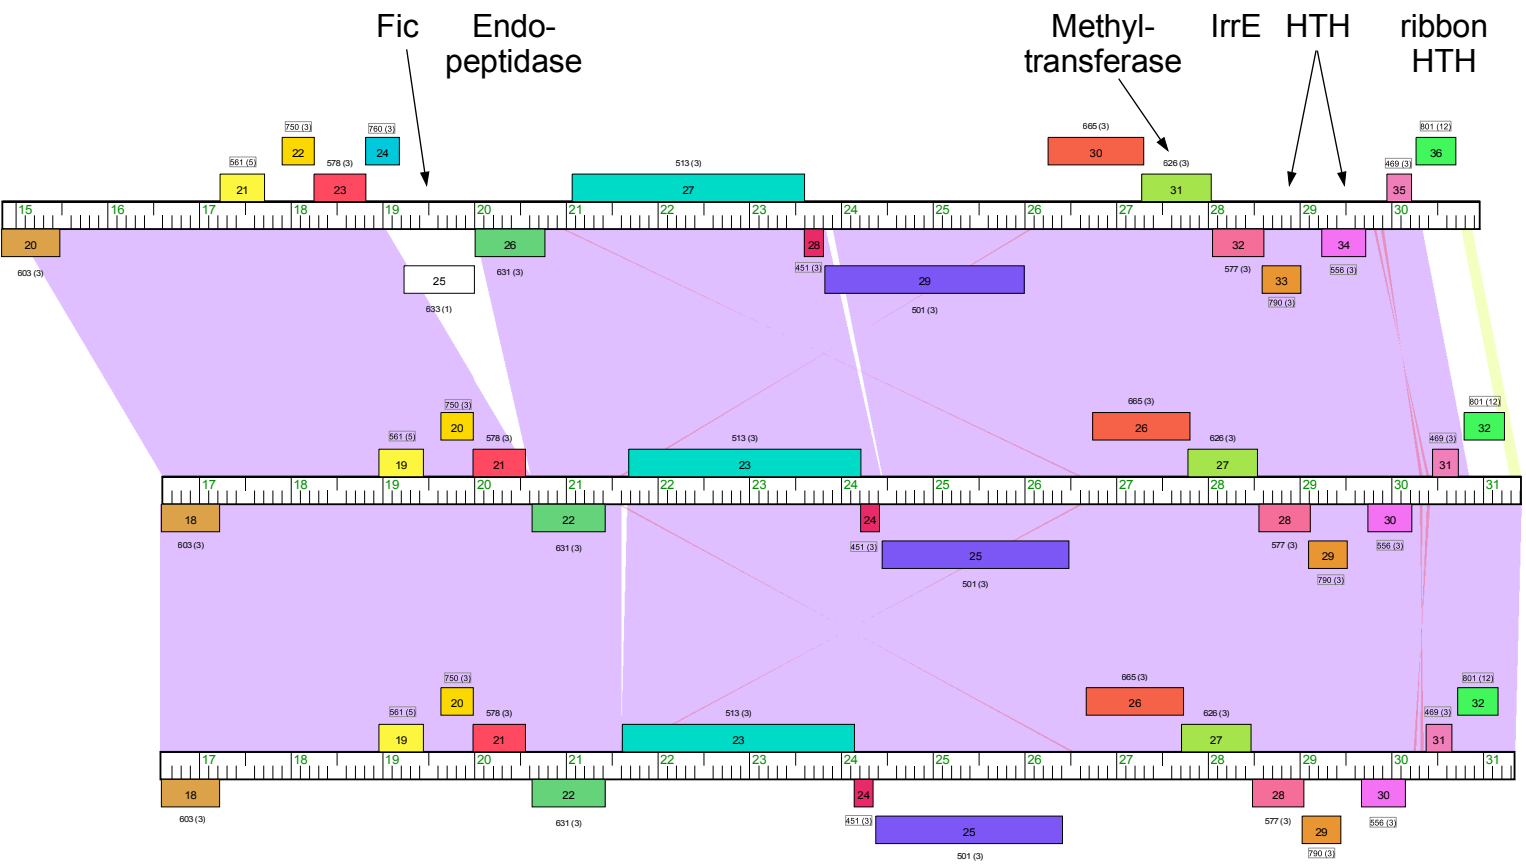 Fic Endo- Methyl- IrrE HTH ribbon
peptidase transferase HTH
750 (3) 760 (3) 665 (3) 801 (12)
22 24 30 36
561 (5) 578 (3) 513 (3) 626 (3) 469 (3)
21 23 27 31 35
15 16 17 18 19 20 21 22 23 24 25 26 27 28 29 30
20 26 28 32 34
603 (3) 631 (3) 451 (3) 577 (3) 556 (3)
25 29 33
633 (1) 501 (3) 790 (3)
750 (3) 665 (3) 801 (12)
20 26 32
561 (5) 578 (3) 513 (3) 626 (3) 469 (3)
19 21 23 27 31
17 18 19 20 21 22 23 24 25 26 27 28 29 30 31
18 22 24 28 30
603 (3) 631 (3) 451 (3) 577 (3) 556 (3)
25 29
501 (3) 790 (3)
750 (3) 665 (3) 801 (12)
20 26 32
561 (5) 578 (3) 513 (3) 626 (3) 469 (3)
19 21 23 27 31
17 18 19 20 21 22 23 24 25 26 27 28 29 30 31
18 22 24 28 30
603 (3) 631 (3) 451 (3) 577 (3) 556 (3)
25 29
501 (3) 790 (3)